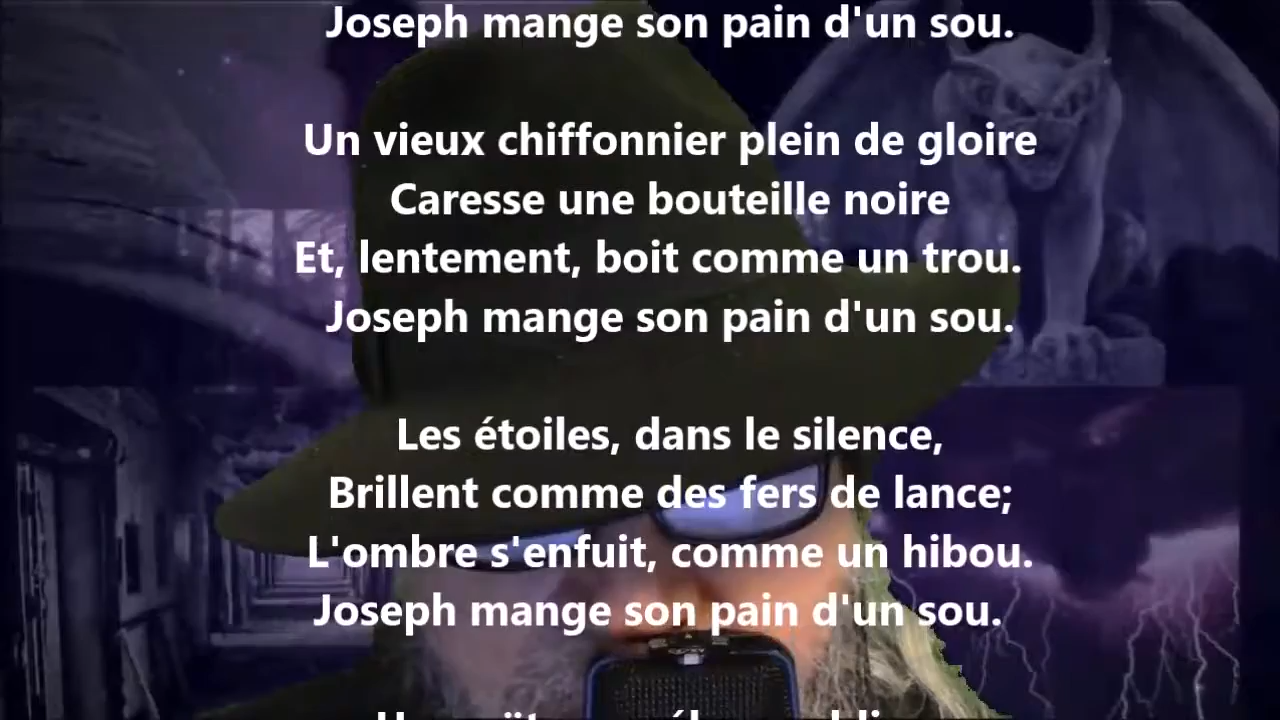 Joseph mange son pain d'un sou.
Un vieux chiffonnier plein de gloire
Caresse une bouteille noire
Et, lentement, boit comme un trou.
Joseph mange son pain d'un sou.
Les étoiles, dans le silence,
Brillent comme des fers de lance;
L'ombre s'enfuit, comme un hibou.
Joseph mange son pain d'un sou.